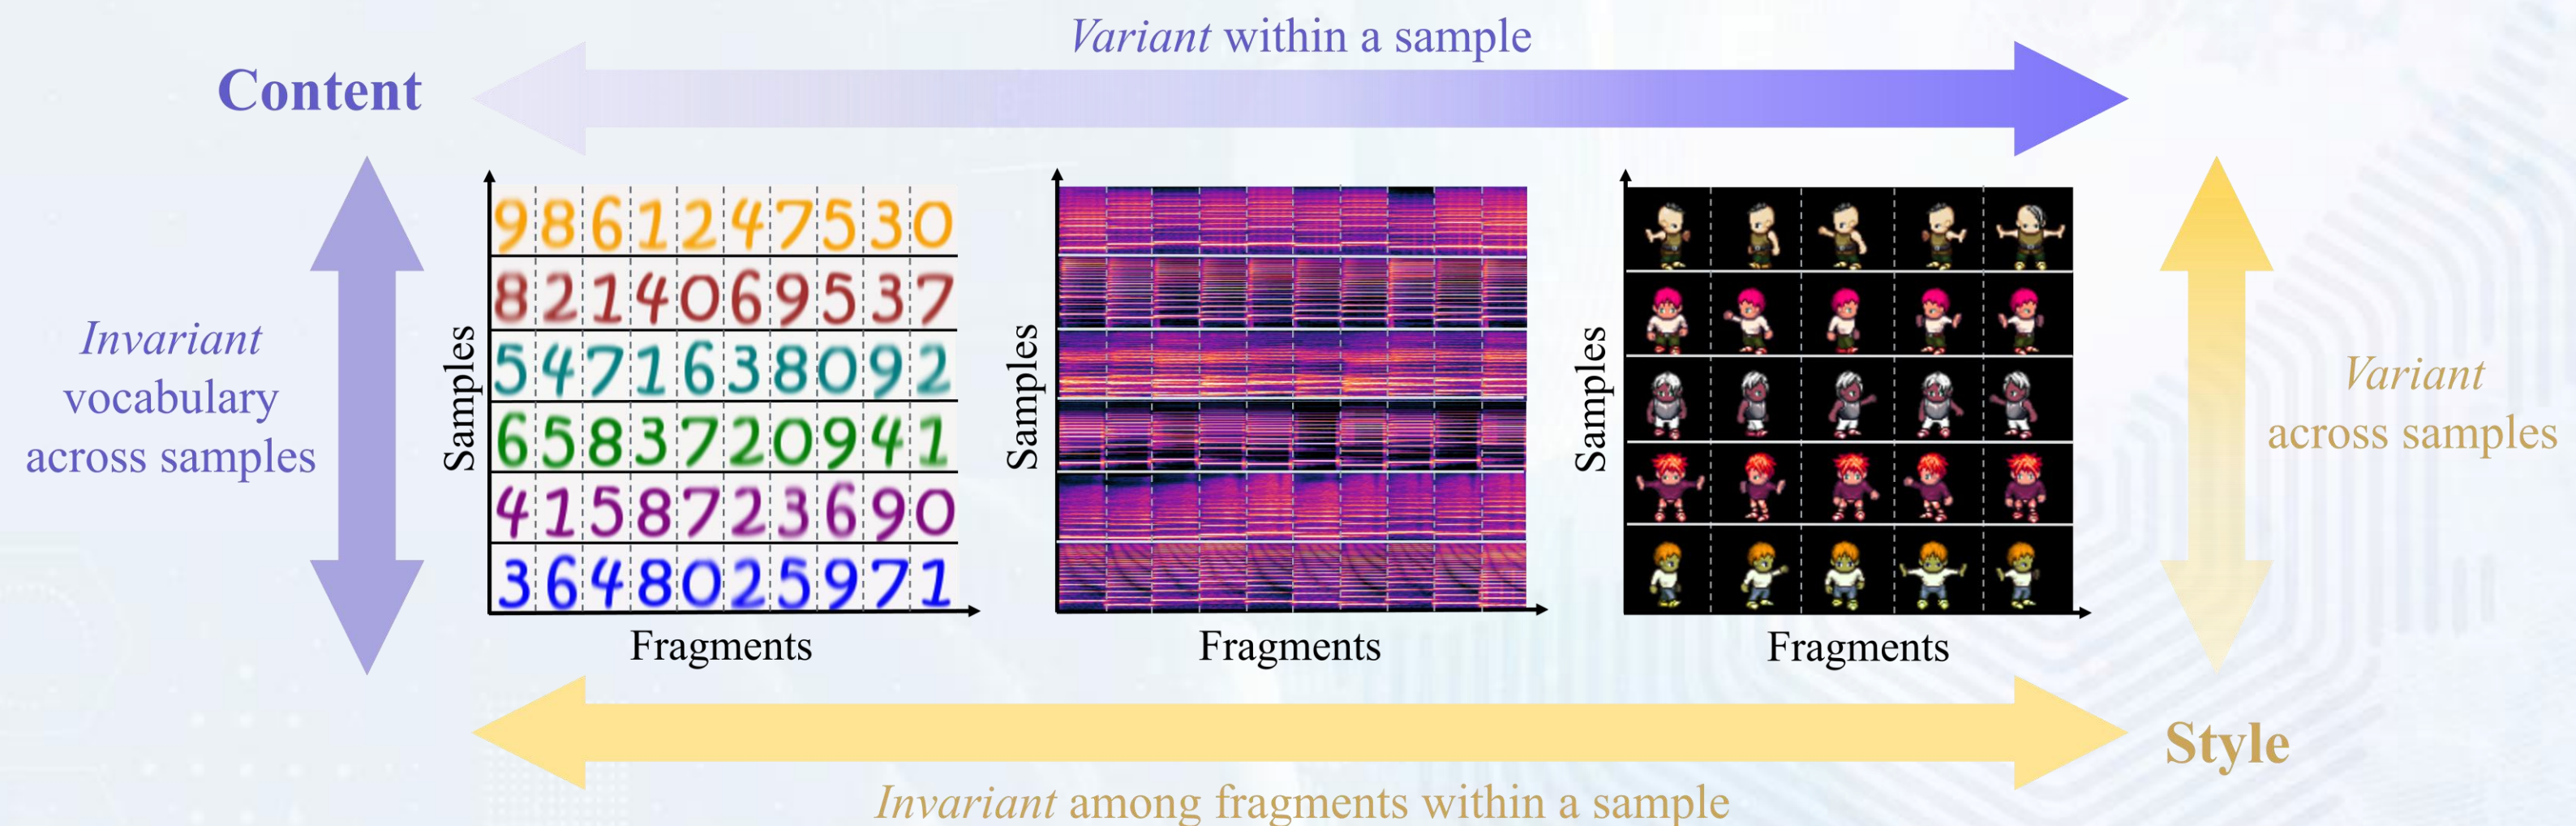 Variant within a sample
Content
Invariant
vocabulary
across samples
Samples
9 8 6 1 2 4 7 5 3 0
8 2 1 4 0 6 9 5 3 7
5 4 7 1 6 3 8 0 9 2
6 5 8 3 7 2 0 9 4 1
4 1 5 8 7 2 3 6 9 0
3 6 4 8 0 2 5 9 7 1
Fragments
Samples
Fragments
Samples
Fragments
Variant
across samples
Style
Invariant among fragments within a sample